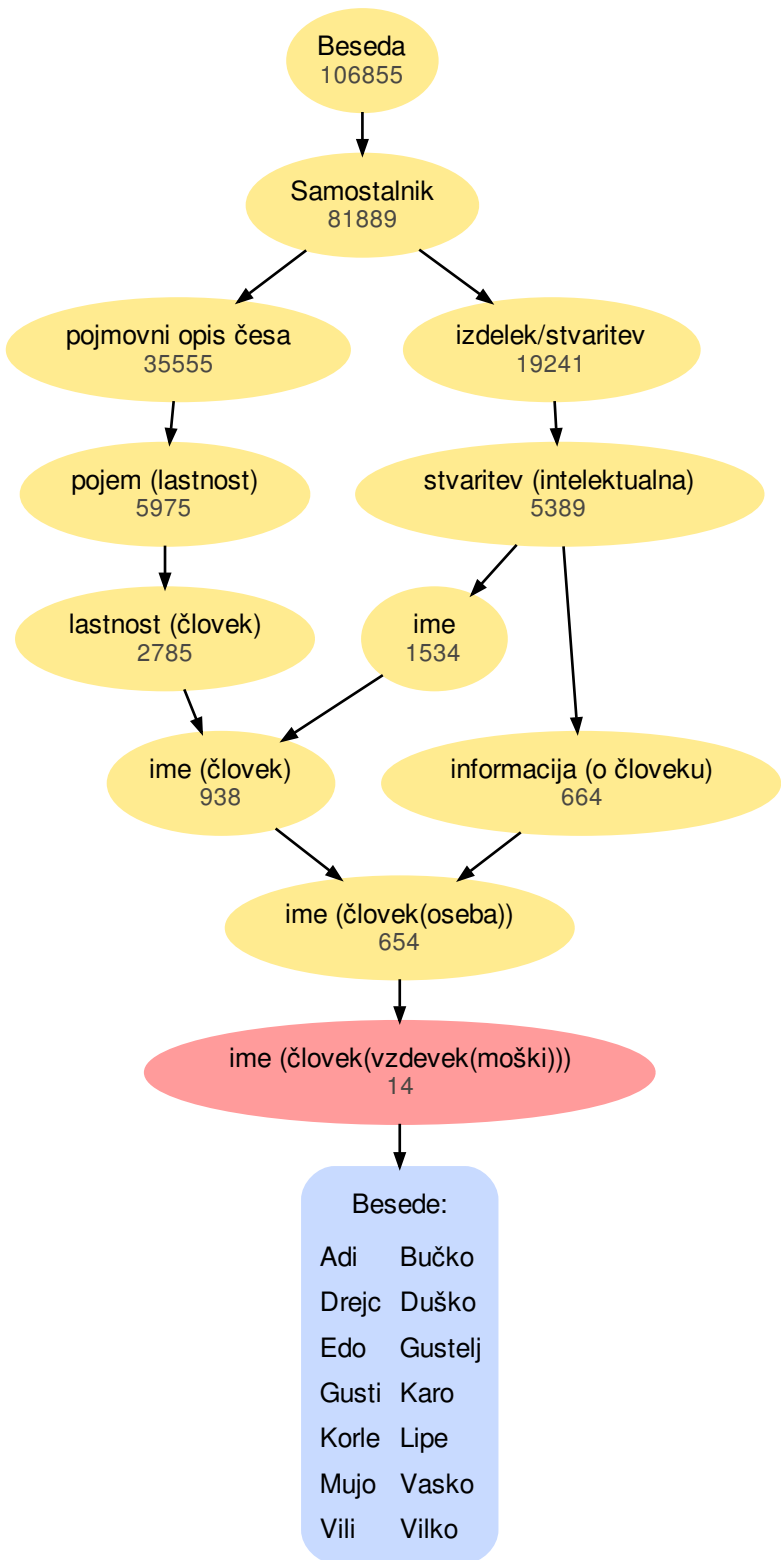 Beseda
106855
Samostalnik
81889
pojmovni opis česa
35555
izdelek/stvaritev
19241
pojem (lastnost)
5975
stvaritev (intelektualna)
5389
lastnost (človek)
2785
ime
1534
ime (človek)
938
informacija (o človeku)
664
ime (človek(oseba))
654
ime (človek(vzdevek(moški)))
14
Besede:
Adi Bučko
Drejc Duško
Edo Gustelj
Gusti Karo
Korle Lipe
Mujo Vasko
Vili Vilko